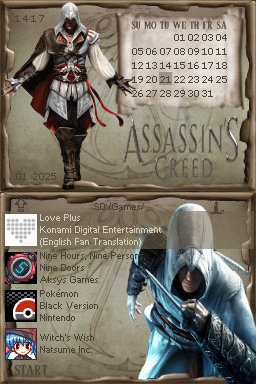 14:17
SU MO TU WE TH FR SA
01 02 03 04
05 06 07 08 09 10 11
12 13 14 15 16 17 18
19 20 21 22 23 24 25
26 27 28 29 30 31
ASSASSIN'S
CREED
01 2025
SD:/Games/
Love Plus
Konami Digital Entertainment
(English Fan Translation)
Nine Hours, Nine Person
Nine Doors
Aksys Games
Pokémon
Black Version
Nintendo
Witch's Wish
Natsume Inc.
START